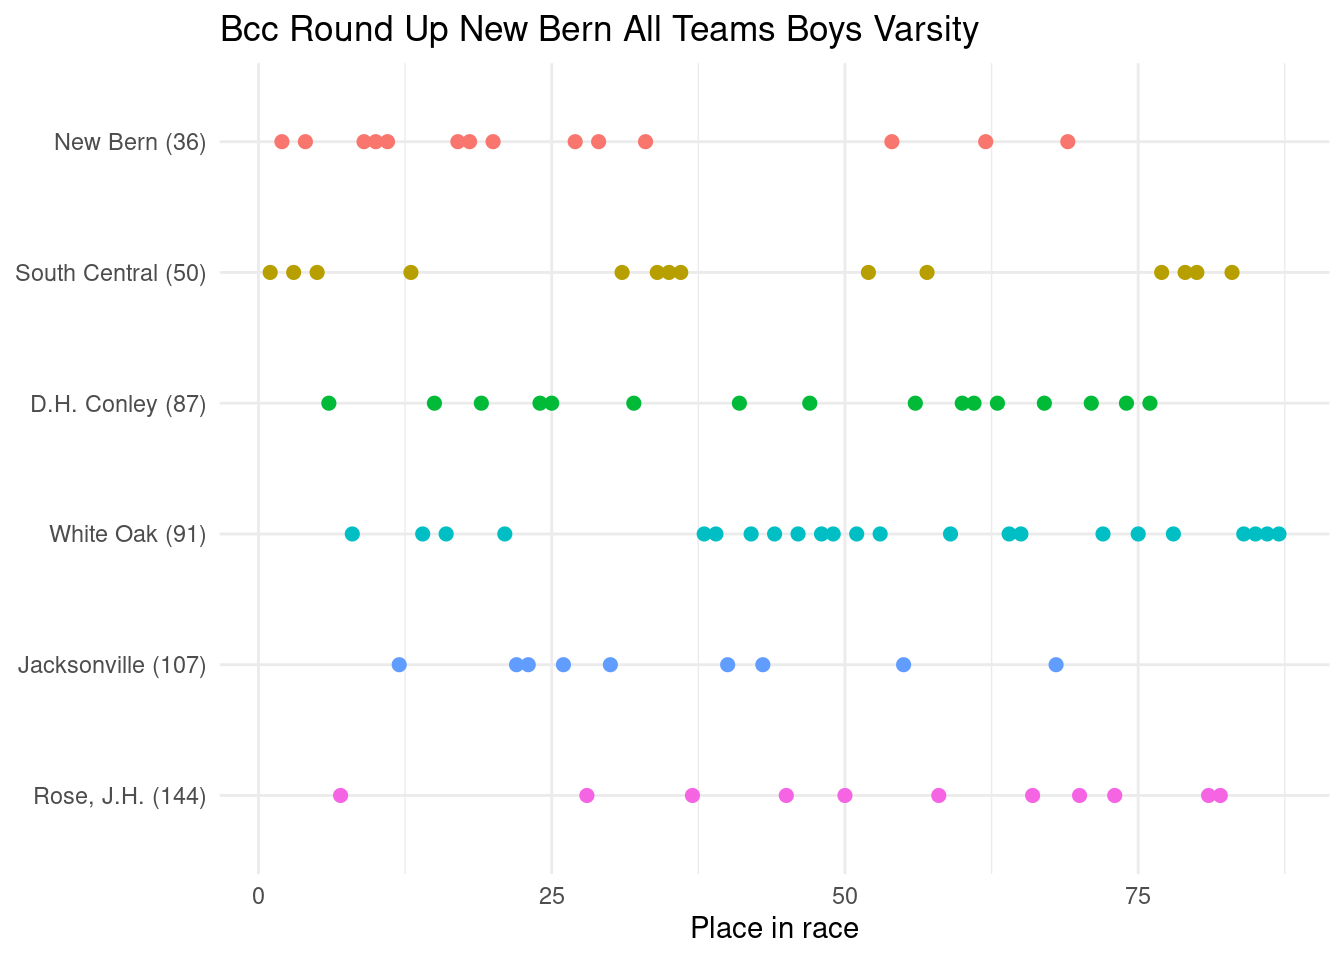 Bcc Round Up New Bern All Teams Boys Varsity
New Bern (36)
South Central (50)
D.H. Conley (87)
White Oak (91)
Jacksonville (107)
Rose, J.H. (144)
0 25 50 75
Place in race